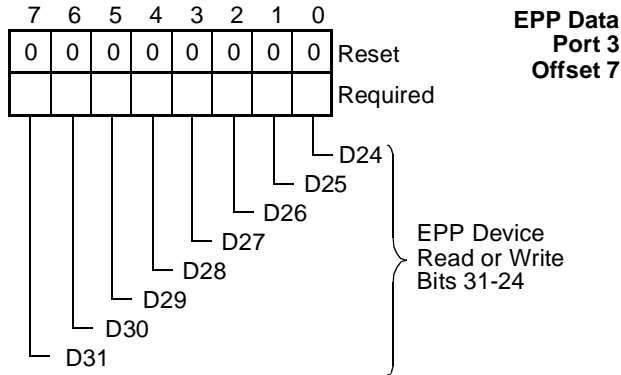 7 6 5 4 3 2 1 0
EPP Data
Port 3
Offset 7
0 0 0 0 0 0 0 0 Reset
Required
D24
D25
D26
D27
D28
D29
D30
D31
EPP Device
Read or Write
Bits 31-24